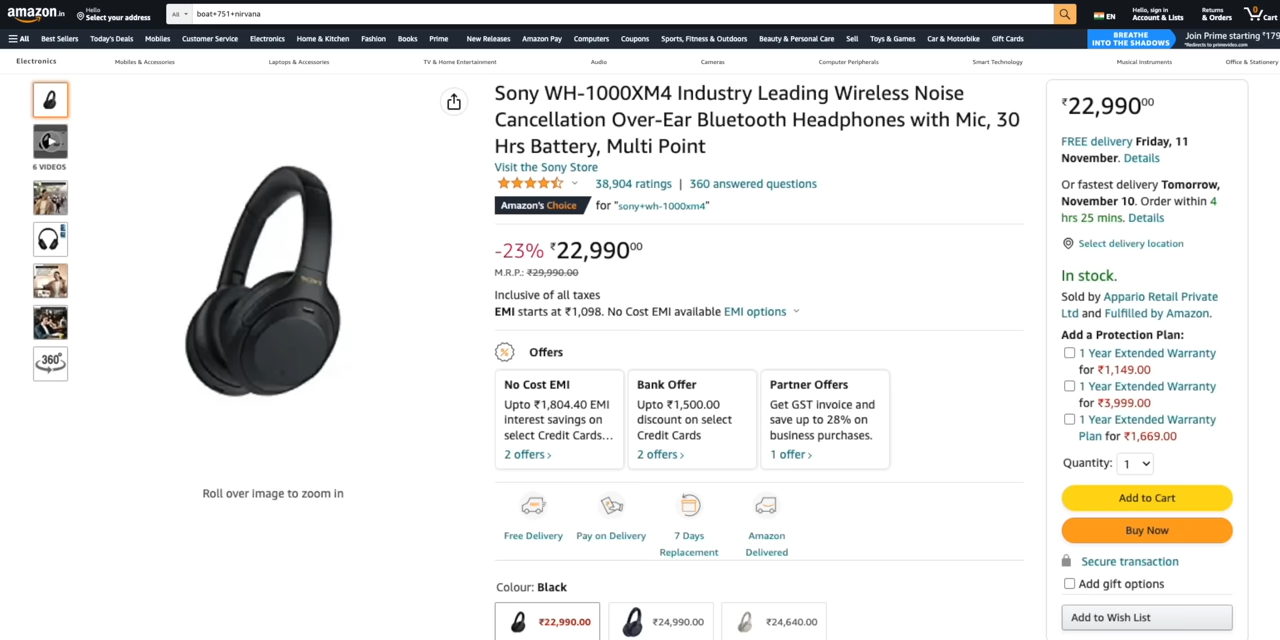 amazon.in
Hello
Select your address
All
boat+751+nirvana
EN
Hello, sign in
Account & Lists
Returns
& Orders
0
Cart
All
Best Sellers
Today's Deals
Mobiles
Customer Service
Electronics
Home & Kitchen
Fashion
Books
Prime
New Releases
Amazon Pay
Computers
Coupons
Sports, Fitness & Outdoors
Beauty & Personal Care
Sell
Toys & Games
Car & Motorbike
Gift Cards
BREATHE
INTO THE SHADOWS
Join Prime starting ₹179
*Redirects to primevideo.com
Electronics
Mobiles & Accessories
Laptops & Accessories
TV & Home Entertainment
Audio
Cameras
Computer Peripherals
Smart Technology
Musical Instruments
Office & Stationery
6 VIDEOS
360°
SONY
Roll over image to zoom in
Sony WH-1000XM4 Industry Leading Wireless Noise
Cancellation Over-Ear Bluetooth Headphones with Mic, 30
Hrs Battery, Multi Point
Visit the Sony Store
38,904 ratings | 360 answered questions
Amazon's Choice for "sony+wh-1000xm4"
-23% ₹22,990⁰⁰
M.R.P.: ₹29,990.00
Inclusive of all taxes
EMI starts at ₹1,098. No Cost EMI available EMI options
Offers
No Cost EMI
Upto ₹1,804.40 EMI
interest savings on
select Credit Cards…
2 offers ›
Bank Offer
Upto ₹1,500.00
discount on select
Credit Cards
2 offers ›
Partner Offers
Get GST invoice and
save up to 28% on
business purchases.
1 offer ›
Free Delivery
Pay on Delivery
7 Days
Replacement
Amazon
Delivered
Colour: Black
₹22,990.00
₹24,990.00
₹24,640.00
₹22,990⁰⁰
FREE delivery Friday, 11
November. Details
Or fastest delivery Tomorrow,
November 10. Order within 4
hrs 25 mins. Details
Select delivery location
In stock.
Sold by Appario Retail Private
Ltd and Fulfilled by Amazon.
Add a Protection Plan:
1 Year Extended Warranty
for ₹1,149.00
1 Year Extended Warranty
for ₹3,999.00
1 Year Extended Warranty
Plan for ₹1,669.00
Quantity: 1
Add to Cart
Buy Now
Secure transaction
Add gift options
Add to Wish List